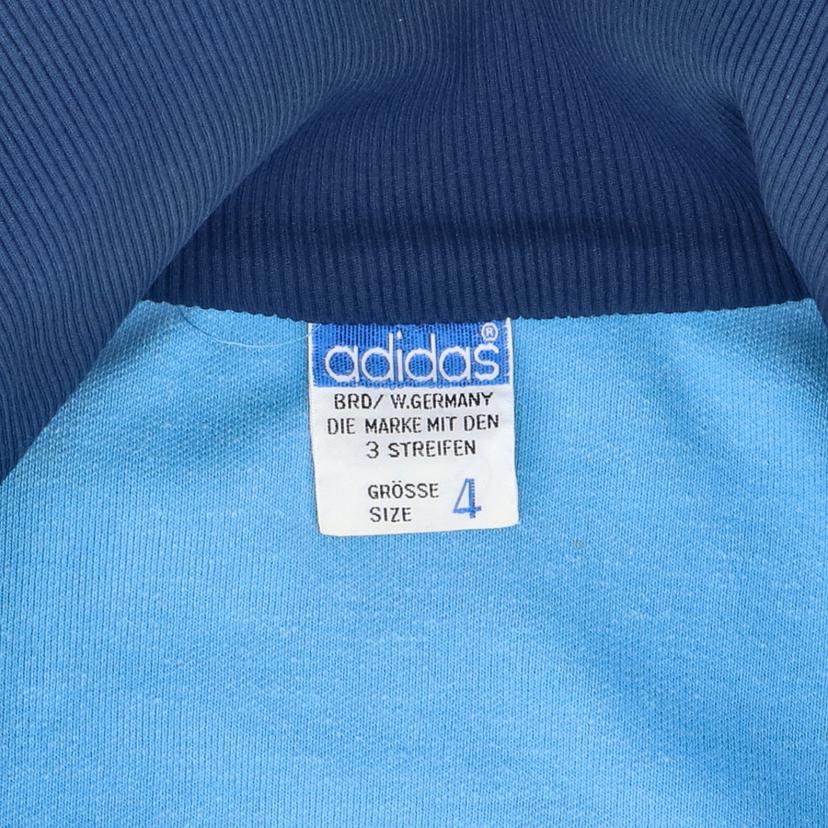 adidas®
BRD/ W.GERMANY
DIE MARKE MIT DEN
3 STREIFEN
GRÖSSE 4
SIZE